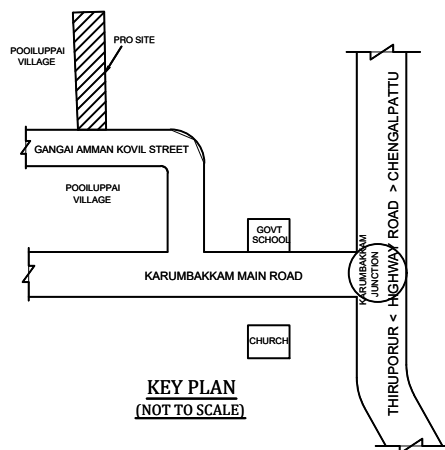 POOILUPPAI
VILLAGE
PRO SITE
GANGAI AMMAN KOVIL STREET
POOILUPPAI
VILLAGE
GOVT
SCHOOL
KARUMBAKKAM MAIN ROAD
KARUMBAKKAM
JUNCTION
THIRUPORUR < HIGHWAY ROAD > CHENGALPATTU
CHURCH
KEY PLAN
(NOT TO SCALE)